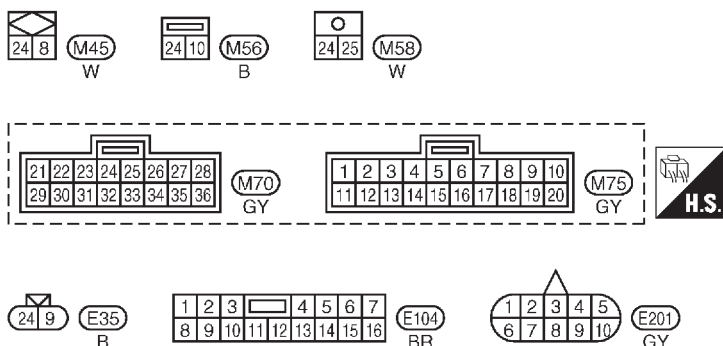 24 8 M45
W
24 10 M56
B
24 25 M58
W
21 22 23 24 25 26 27 28
29 30 31 32 33 34 35 36
M70
GY
1 2 3 4 5 6 7 8 9 10
11 12 13 14 15 16 17 18 19 20
M75
GY
H.S.
24 9 E35
B
1 2 3 4 5 6 7
8 9 10 11 12 13 14 15 16
E104
BR
1 2 3 4 5
6 7 8 9 10
E201
GY